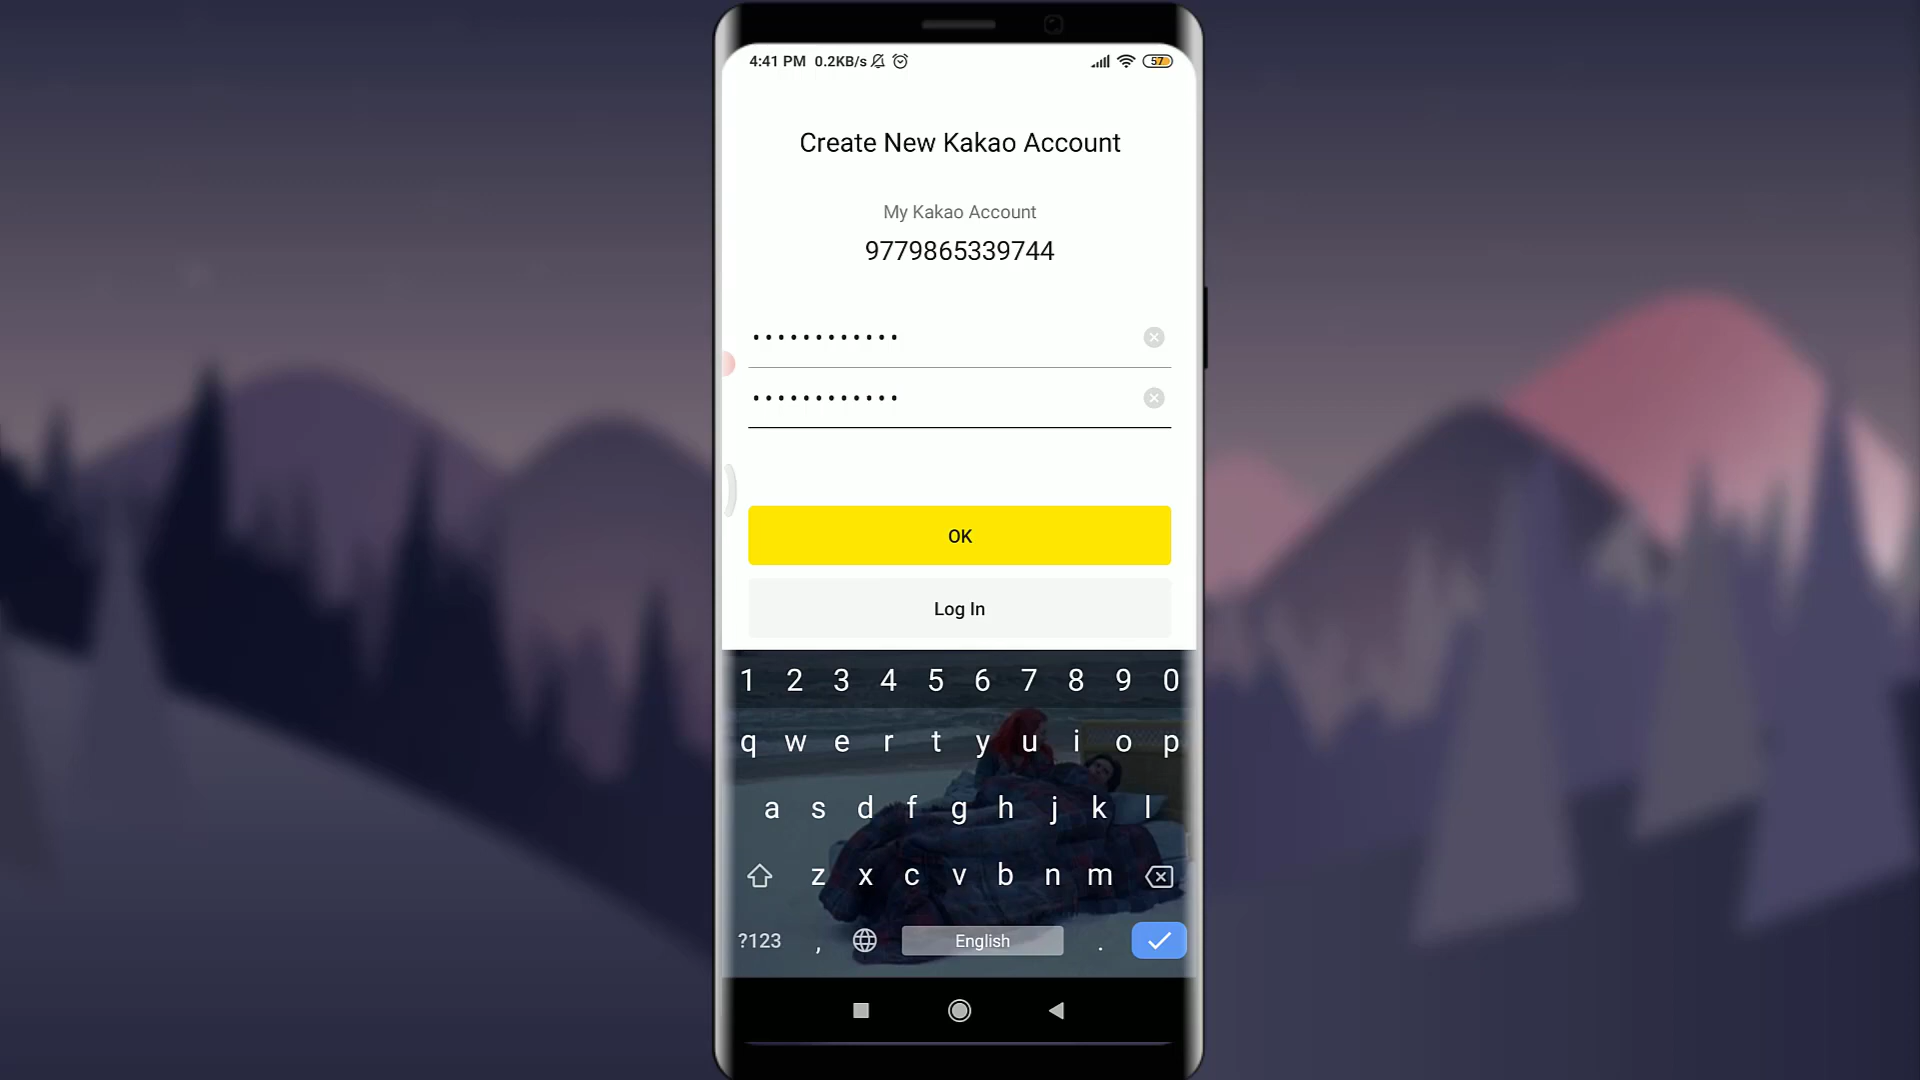 4:41 PM 0.2KB/s 57
Create New Kakao Account
My Kakao Account
9779865339744
OK
Log In
1 2 3 4 5 6 7 8 9 0
q w e r t y u i o p
a s d f g h j k l
z x c v b n m
?123 , English .